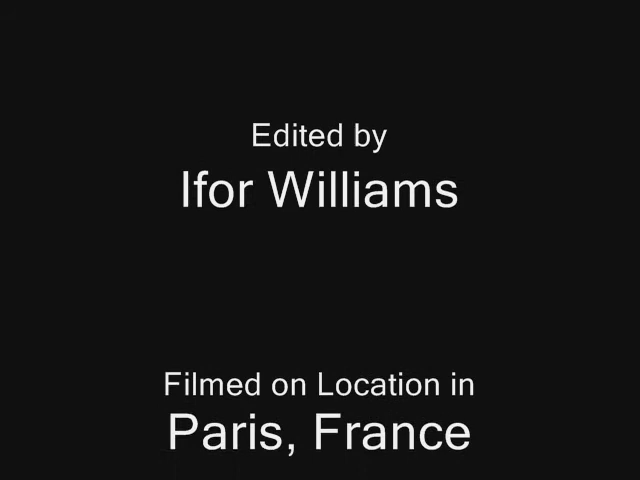 Edited by
Ifor Williams
Filmed on Location in
Paris, France